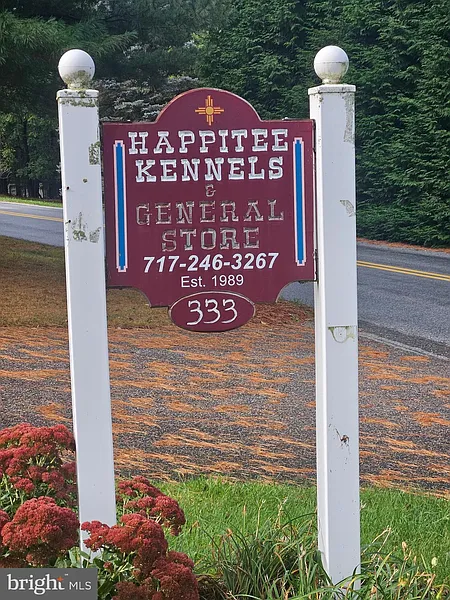 HAPPITEE
KENNELS
&
GENERAL
STORE
717-246-3267
Est. 1989
333
bright MLS